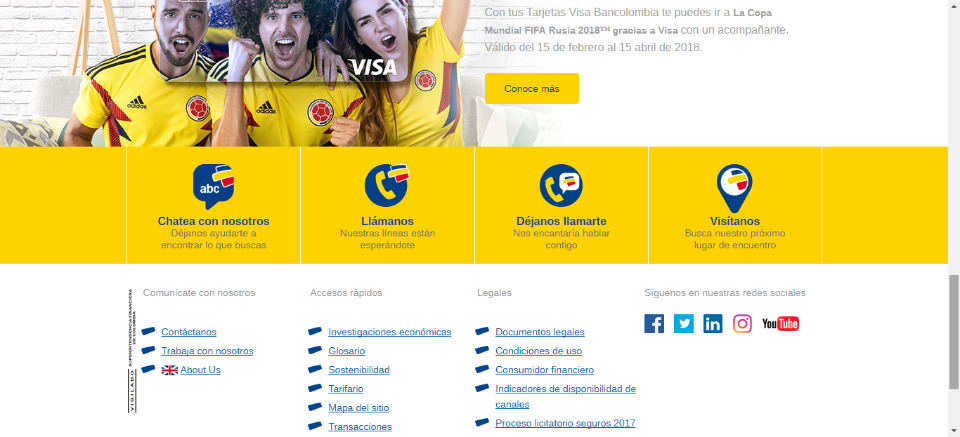 Con tus Tarjetas Visa Bancolombia te puedes ir a La Copa
Mundial FIFA Rusia 2018™ gracias a Visa con un acompañante.
Válido del 15 de febrero al 15 abril de 2018.
VISA
adidas
adidas
Conoce más
abc
Chatea con nosotros
Déjanos ayudarte a
encontrar lo que buscas
Llámanos
Nuestras líneas están
esperándote
Déjanos llamarte
Nos encantaría hablar
contigo
Visítanos
Busca nuestro próximo
lugar de encuentro
VIGILADO
SUPERINTENDENCIA FINANCIERA
DE COLOMBIA
Comunícate con nosotros
Contáctanos
Trabaja con nosotros
About Us
Accesos rápidos
Investigaciones económicas
Glosario
Sostenibilidad
Tarifario
Mapa del sitio
Transacciones
Legales
Documentos legales
Condiciones de uso
Consumidor financiero
Indicadores de disponibilidad de
canales
Proceso licitatorio seguros 2017
Síguenos en nuestras redes sociales
YouTube